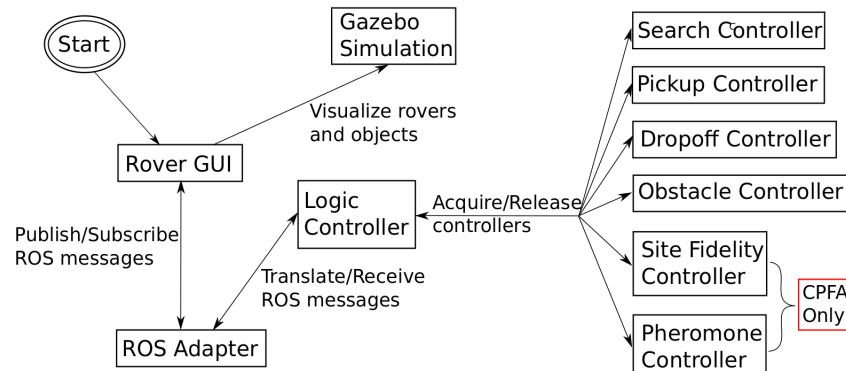 Start
Gazebo
Simulation
Visualize rovers
and objects
Rover GUI
Publish/Subscribe
ROS messages
Logic
Controller
Translate/Receive
ROS messages
ROS Adapter
Acquire/Release
controllers
Search Controller
Pickup Controller
Dropoff Controller
Obstacle Controller
Site Fidelity
Controller
Pheromone
Controller
CPFA
Only